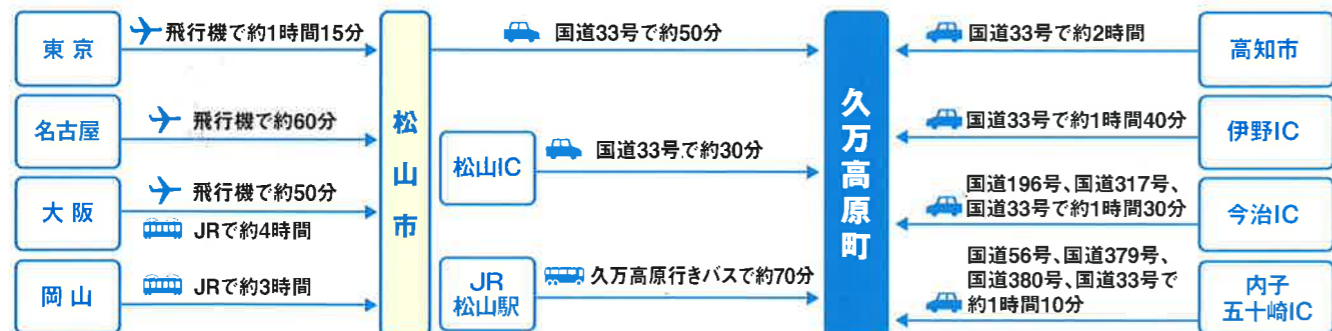 東京
飛行機で約1時間15分
名古屋
飛行機で約60分
大阪
飛行機で約50分
JRで約4時間
岡山
JRで約3時間
松山市
国道33号で約50分
松山IC
国道33号で約30分
JR
松山駅
久万高原行きバスで約70分
久万高原町
国道33号で約2時間
高知市
国道33号で約1時間40分
伊野IC
国道196号、国道317号、
国道33号で約1時間30分
今治IC
国道56号、国道379号、
国道380号、国道33号で
約1時間10分
内子
五十崎IC